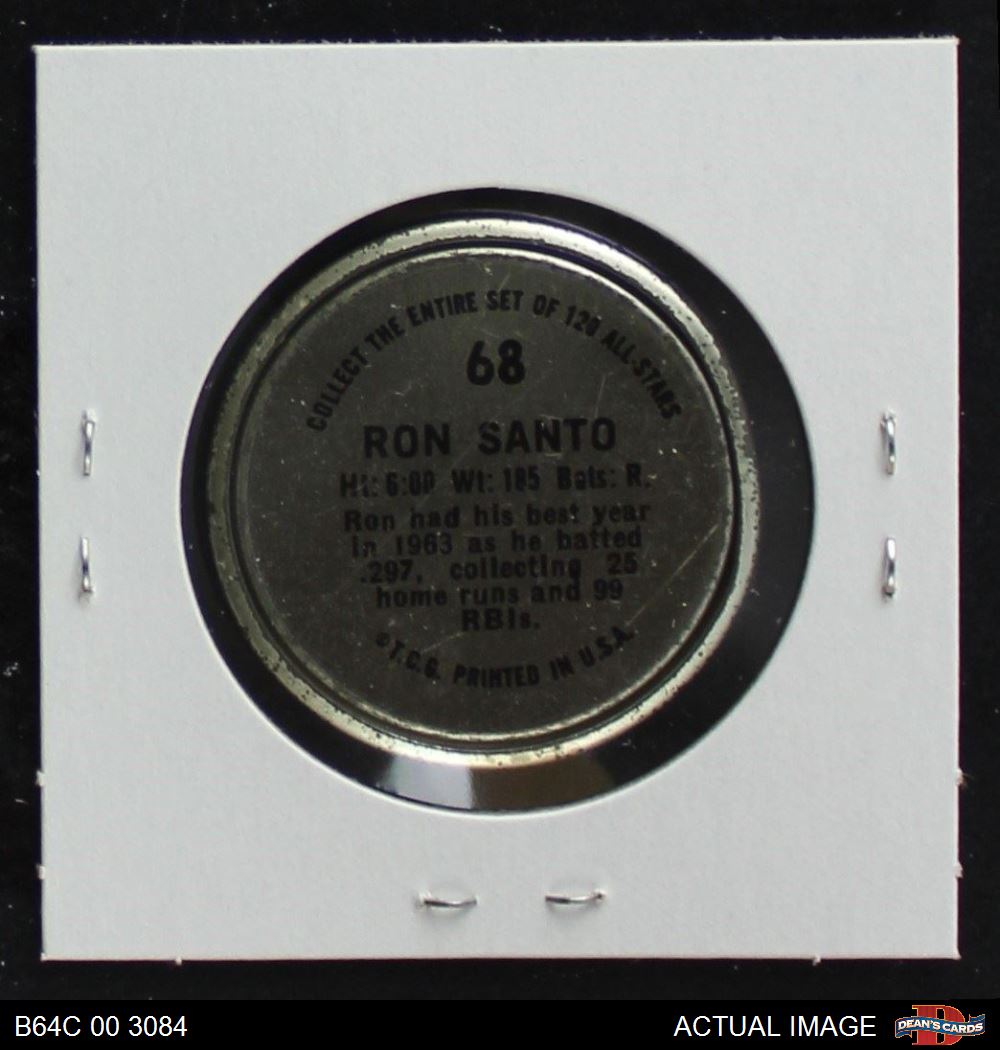 COLLECT THE ENTIRE SET OF 120 ALL-STARS
68
RON SANTO
Ht: 6:00 Wt: 185 Bats: R.
Ron had his best year
in 1963 as he batted
.297, collecting 25
home runs and 99
RBIs.
©T.C.G. PRINTED IN U.S.A.
B64C 00 3084
ACTUAL IMAGE
D
DEAN'S CARDS